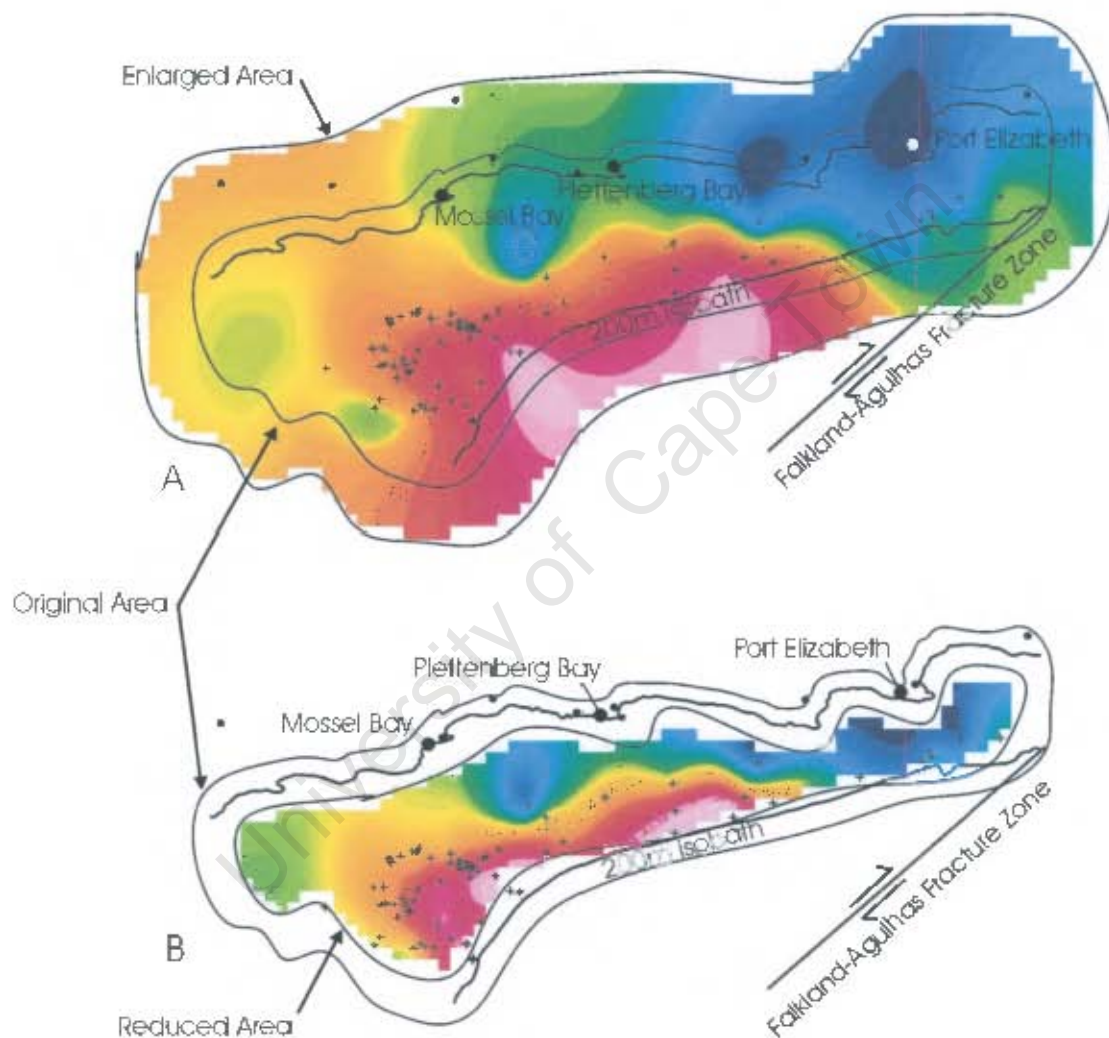 Enlarged Area
Port Elizabeth
Plettenberg Bay
Mossel Bay
200m Isobath
Falkland-Agulhas Fracture Zone
A
Original Area
Port Elizabeth
Plettenberg Bay
Mossel Bay
200m Isobath
Falkland-Agulhas Fracture Zone
B
Reduced Area
University of Cape Town